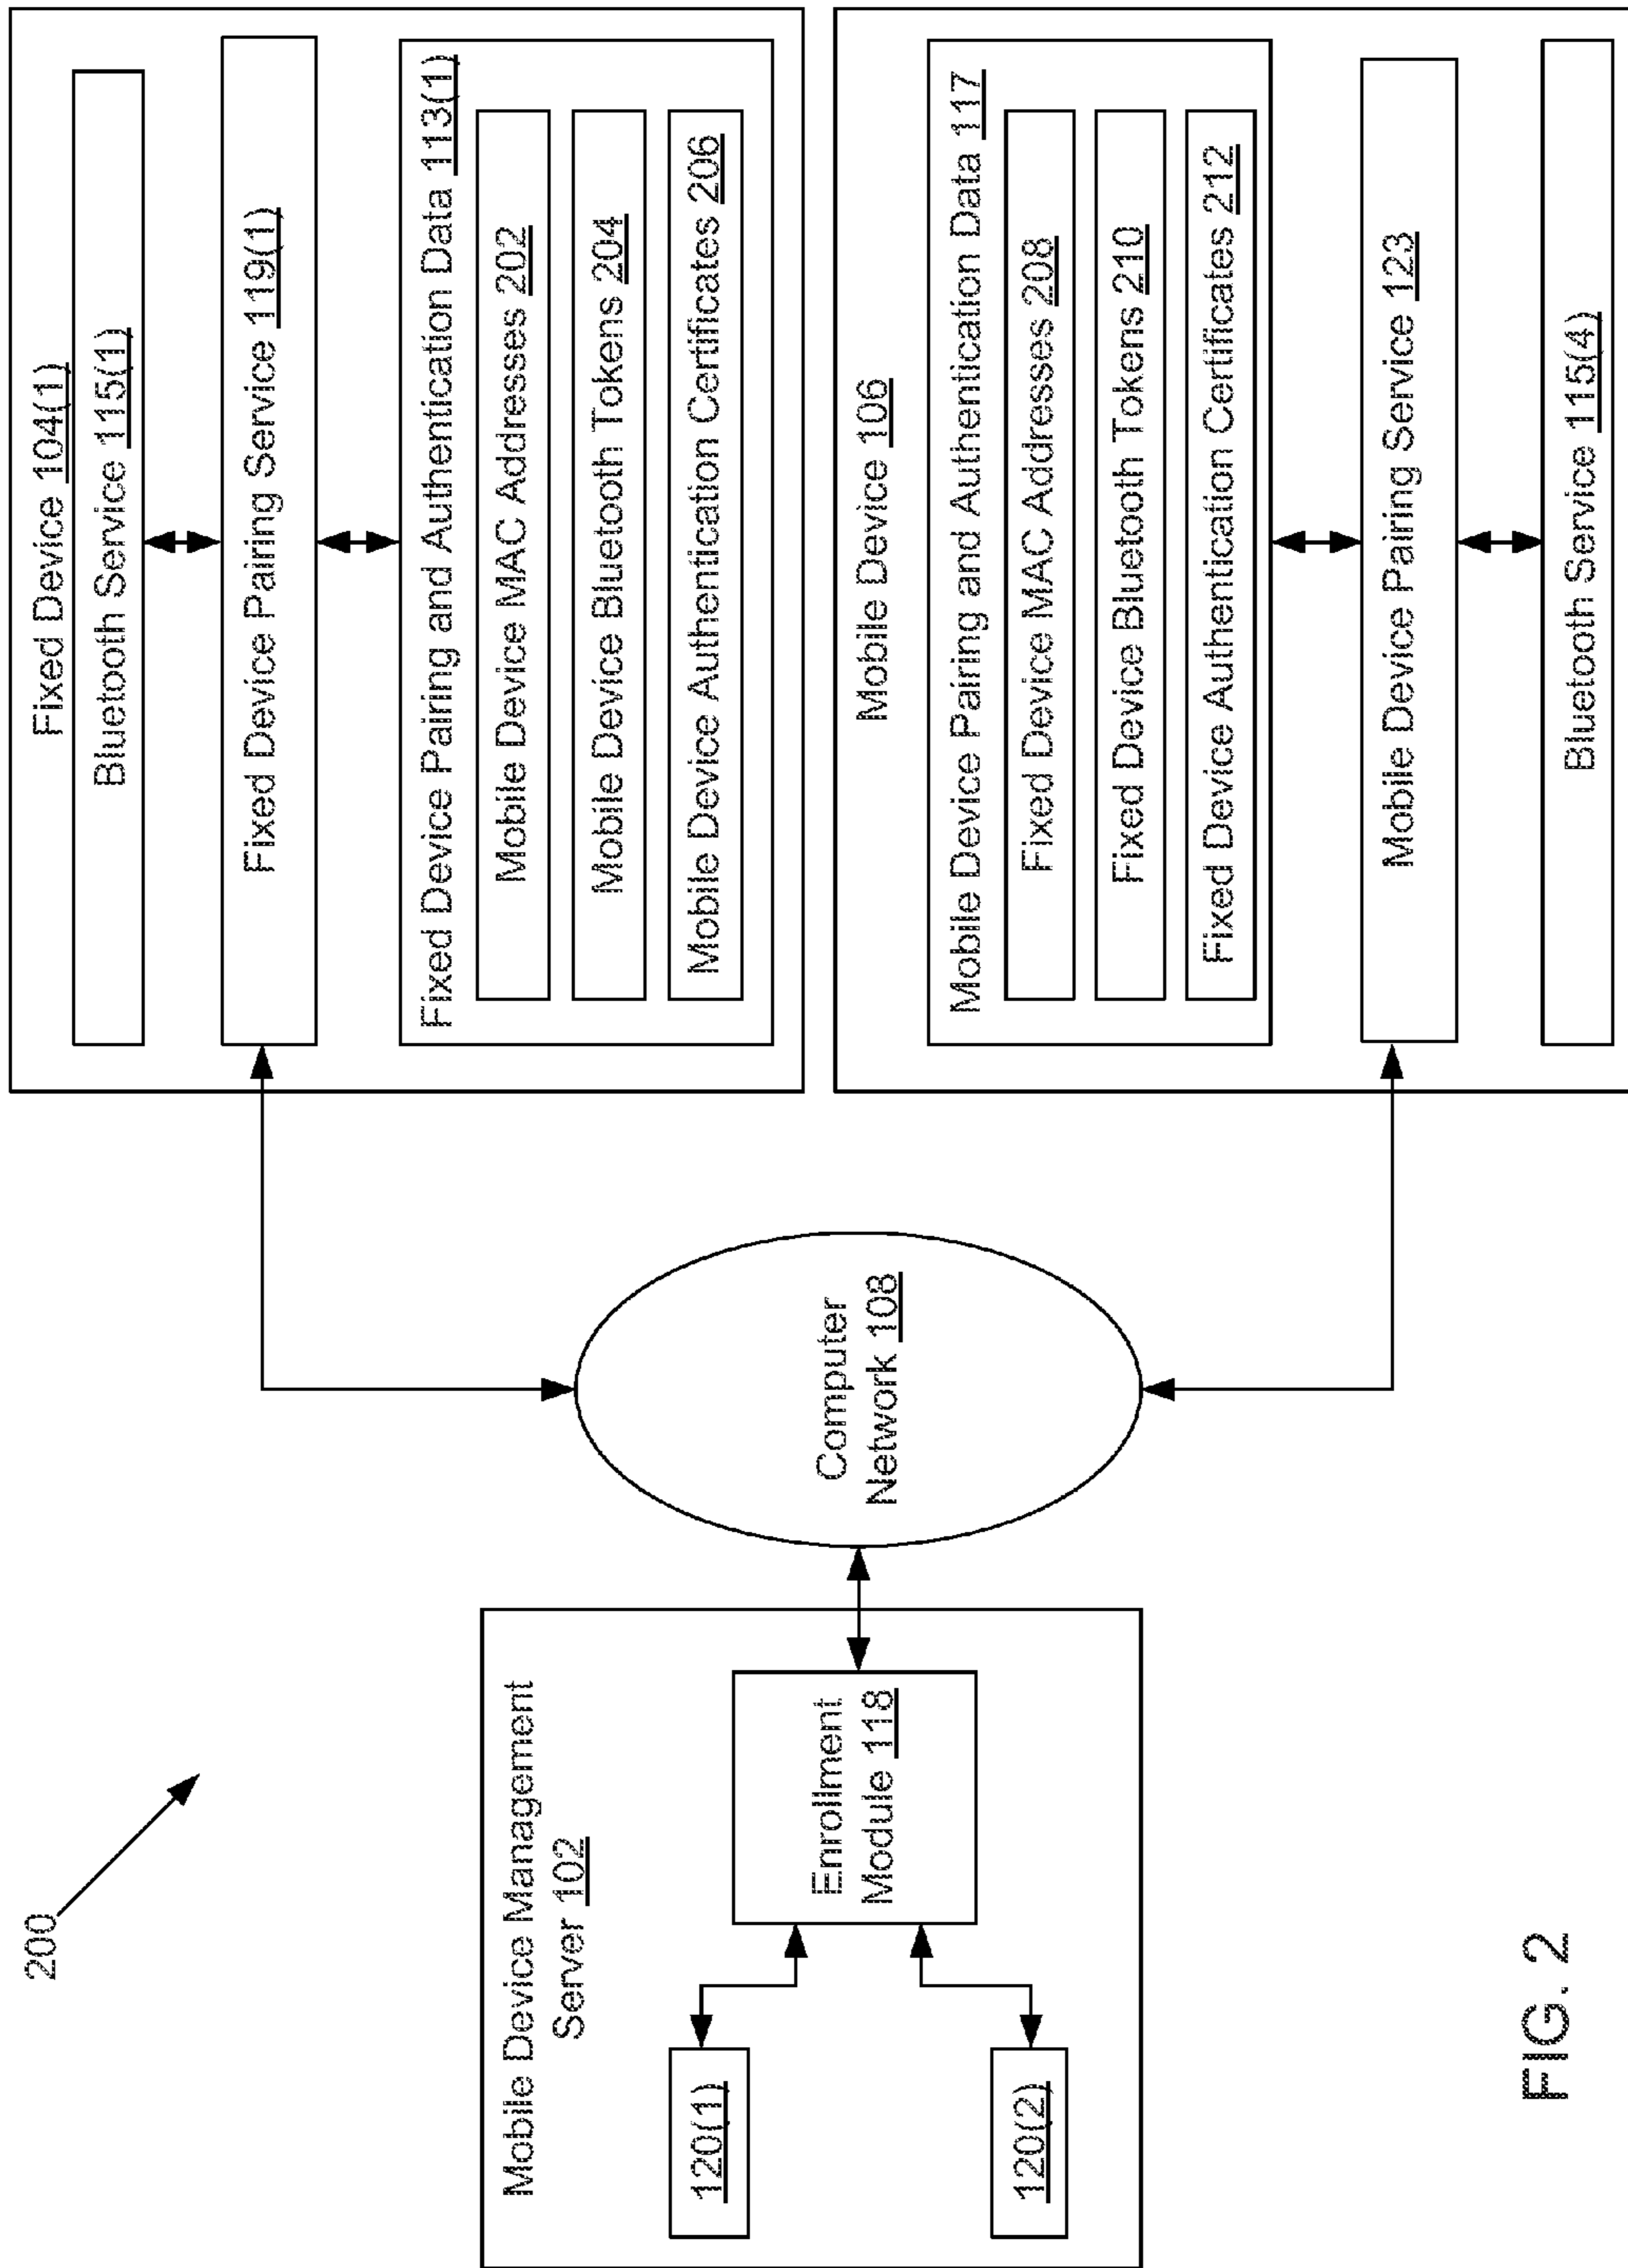 200
Mobile Device Management
Server 102
120(1)
120(2)
Enrollment
Module 118
Computer
Network 108
Fixed Device 104(1)
Bluetooth Service 115(1)
Fixed Device Pairing Service 119(1)
Fixed Device Pairing and Authentication Data 113(1)
Mobile Device MAC Addresses 202
Mobile Device Bluetooth Tokens 204
Mobile Device Authentication Certificates 206
Mobile Device 106
Mobile Device Pairing and Authentication Data 117
Fixed Device MAC Addresses 208
Fixed Device Bluetooth Tokens 210
Fixed Device Authentication Certificates 212
Mobile Device Pairing Service 123
Bluetooth Service 115(4)
FIG. 2